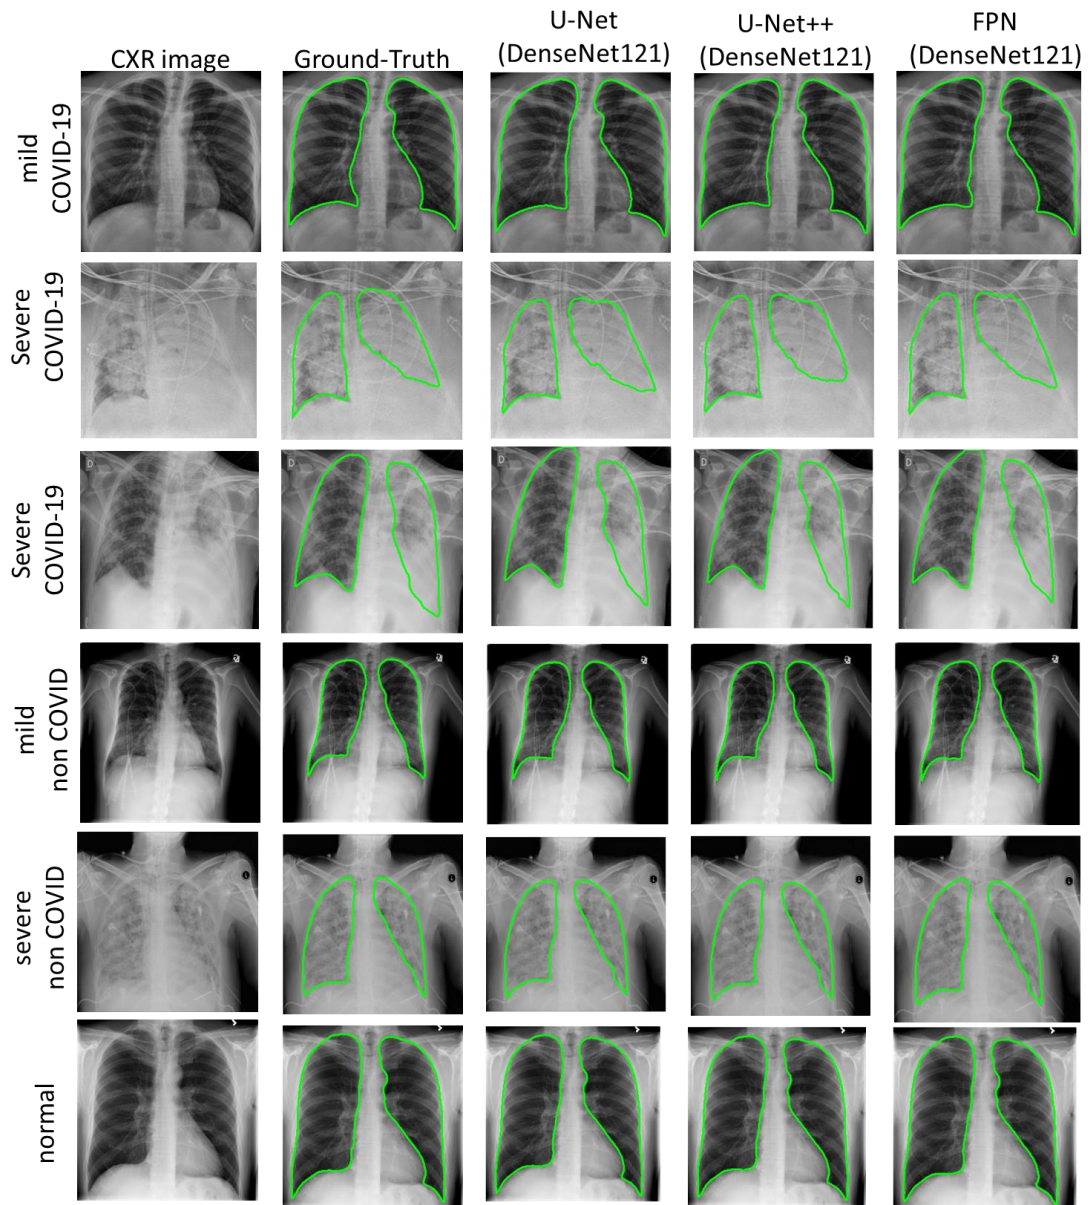 CXR image
Ground-Truth
U-Net
(DenseNet121)
U-Net++
(DenseNet121)
FPN
(DenseNet121)
mild
COVID-19
Severe
COVID-19
Severe
COVID-19
D
D
D
D
D
mild
non COVID
severe
non COVID
normal